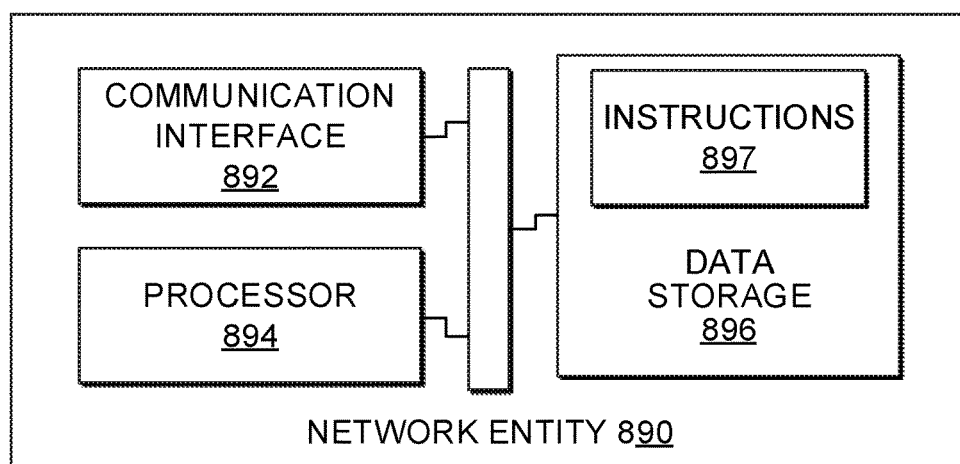 COMMUNICATION
INTERFACE
892
INSTRUCTIONS
897
PROCESSOR
894
DATA
STORAGE
896
NETWORK ENTITY 890